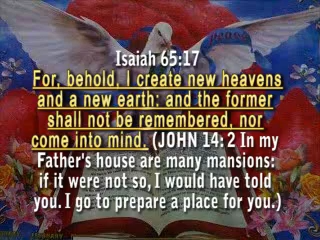 Isaiah 65:17
For, behold, I create new heavens
and a new earth: and the former
shall not be remembered, nor
come into mind. (JOHN 14: 2 In my
Father's house are many mansions:
if it were not so, I would have told
you. I go to prepare a place for you.)